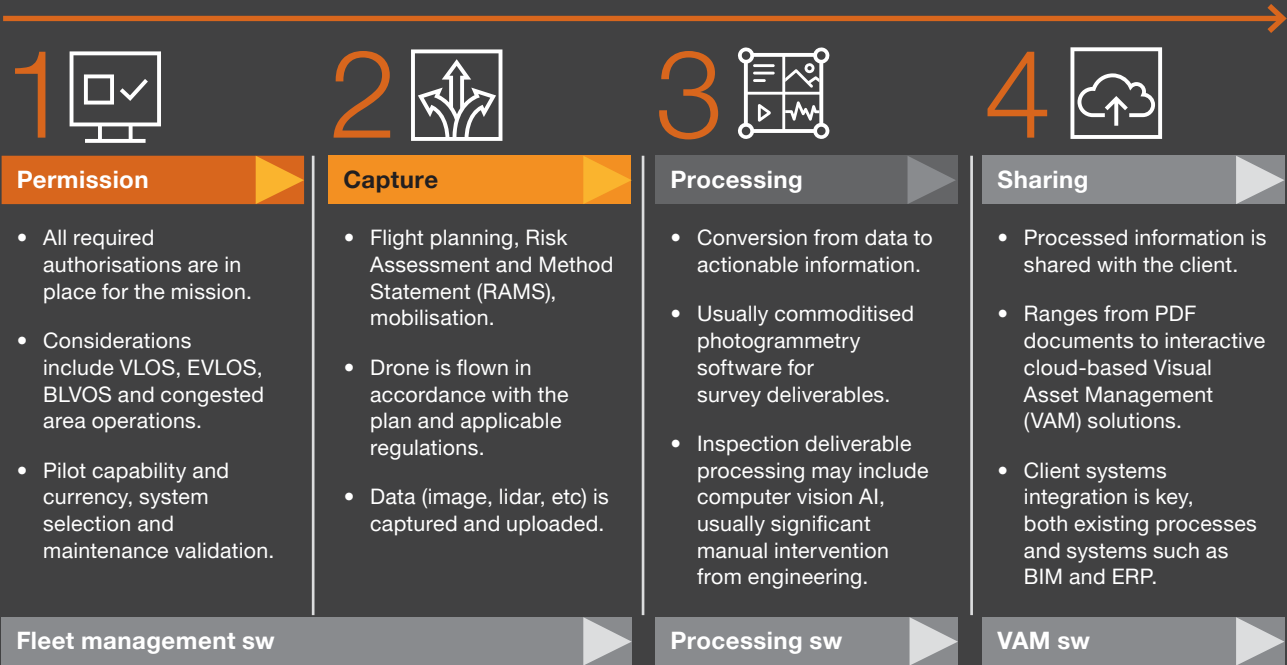 1
Permission
• All required
authorisations are in
place for the mission.
• Considerations
include VLOS, EVLOS,
BLVOS and congested
area operations.
• Pilot capability and
currency, system
selection and
maintenance validation.
2
Capture
• Flight planning, Risk
Assessment and Method
Statement (RAMS),
mobilisation.
• Drone is flown in
accordance with the
plan and applicable
regulations.
• Data (image, lidar, etc) is
captured and uploaded.
Fleet management sw
3
Processing
• Conversion from data to
actionable information.
• Usually commoditised
photogrammetry
software for
survey deliverables.
• Inspection deliverable
processing may include
computer vision AI,
usually significant
manual intervention
from engineering.
Processing sw
4
Sharing
• Processed information is
shared with the client.
• Ranges from PDF
documents to interactive
cloud-based Visual
Asset Management
(VAM) solutions.
• Client systems
integration is key,
both existing processes
and systems such as
BIM and ERP.
VAM sw